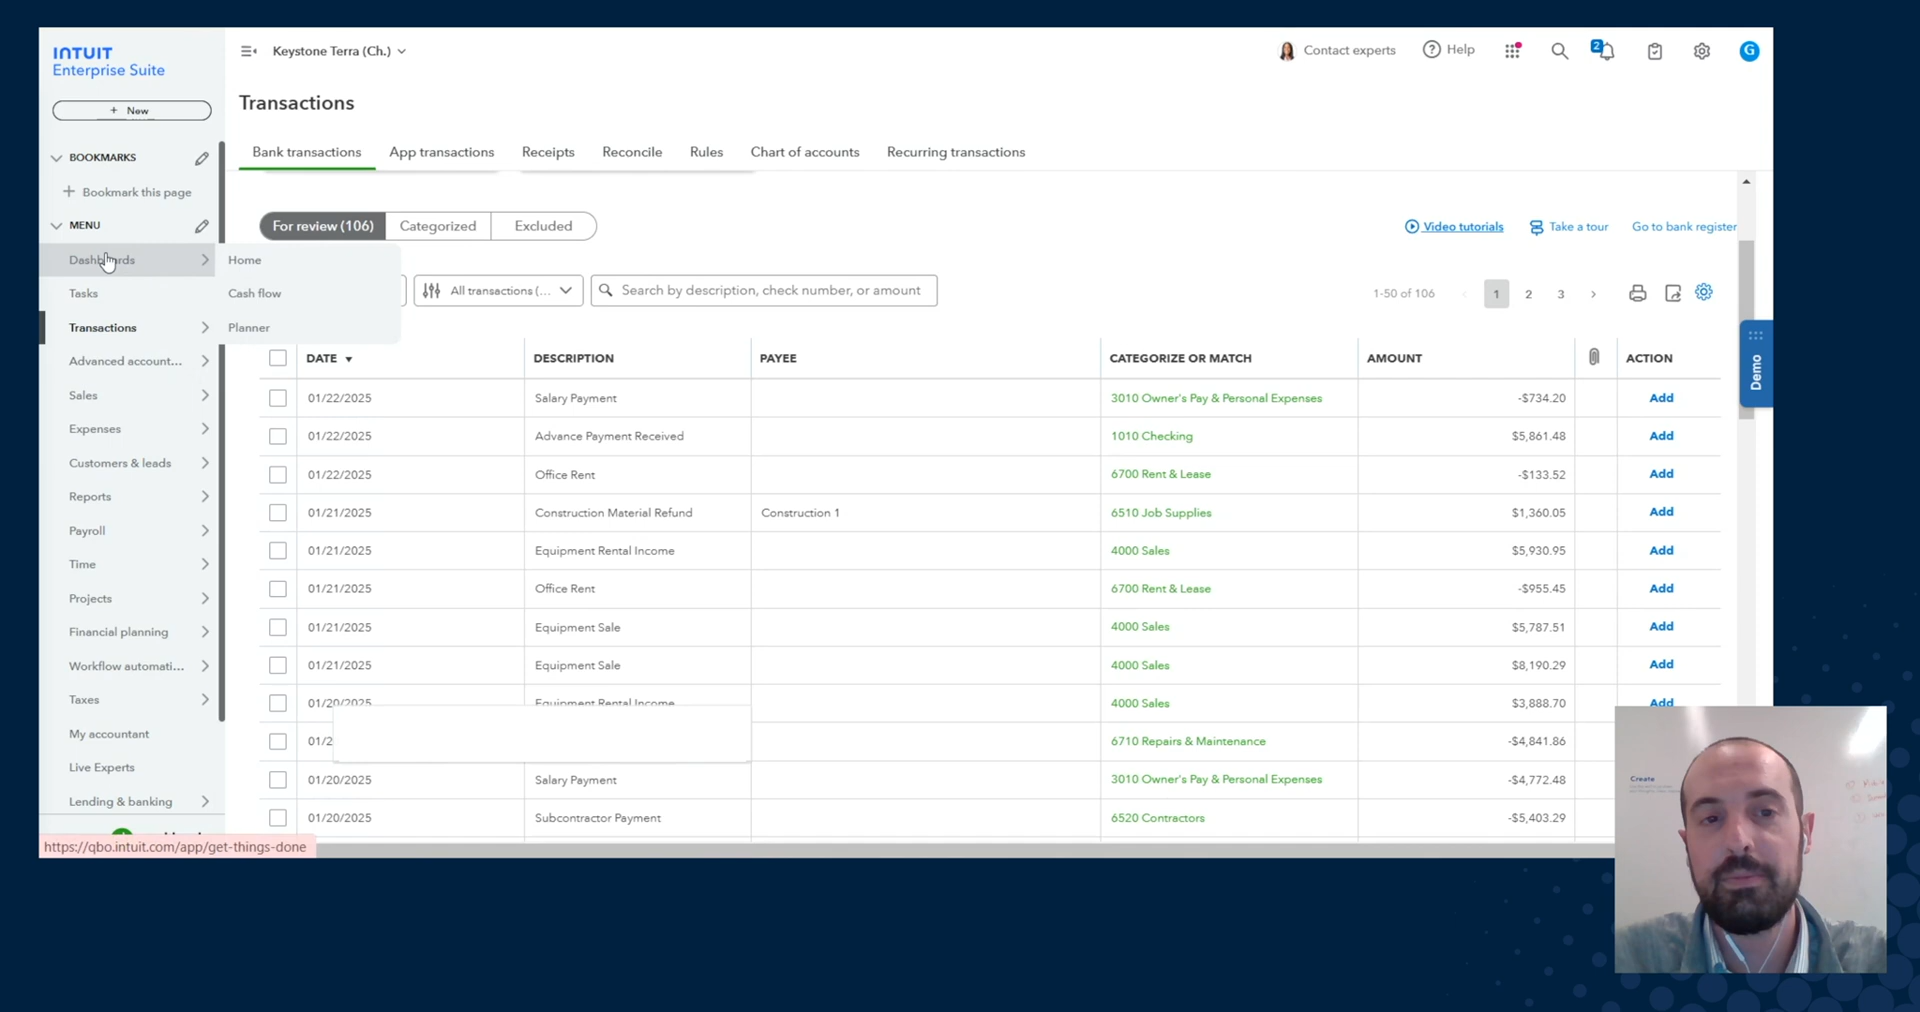 INTUIT
Enterprise Suite
+ New
BOOKMARKS
+ Bookmark this page
MENU
Dashboards
Tasks
Transactions
Advanced account...
Sales
Expenses
Customers & leads
Reports
Payroll
Time
Projects
Financial planning
Workflow automati...
Taxes
My accountant
Live Experts
Lending & banking
https://qbo.intuit.com/app/get-things-done
Home
Cash flow
Planner
Keystone Terra (Ch.)
Contact experts
Help
2
G
Transactions
Bank transactions App transactions Receipts Reconcile Rules Chart of accounts Recurring transactions
For review (106) Categorized Excluded
Video tutorials Take a tour Go to bank register
All transactions (... Search by description, check number, or amount 1-50 of 106 1 2 3
DATE DESCRIPTION PAYEE CATEGORIZE OR MATCH AMOUNT ACTION
01/22/2025 Salary Payment 3010 Owner's Pay & Personal Expenses -$734.20 Add
01/22/2025 Advance Payment Received 1010 Checking $5,861.48 Add
01/22/2025 Office Rent 6700 Rent & Lease -$133.52 Add
01/21/2025 Construction Material Refund Construction 1 6510 Job Supplies $1,360.05 Add
01/21/2025 Equipment Rental Income 4000 Sales $5,930.95 Add
01/21/2025 Office Rent 6700 Rent & Lease -$955.45 Add
01/21/2025 Equipment Sale 4000 Sales $5,787.51 Add
01/21/2025 Equipment Sale 4000 Sales $8,190.29 Add
01/20/2025 Equipment Rental Income 4000 Sales $3,888.70 Add
01/2 6710 Repairs & Maintenance -$4,841.86
01/20/2025 Salary Payment 3010 Owner's Pay & Personal Expenses -$4,772.48
01/20/2025 Subcontractor Payment 6520 Contractors -$5,403.29
Demo
Create